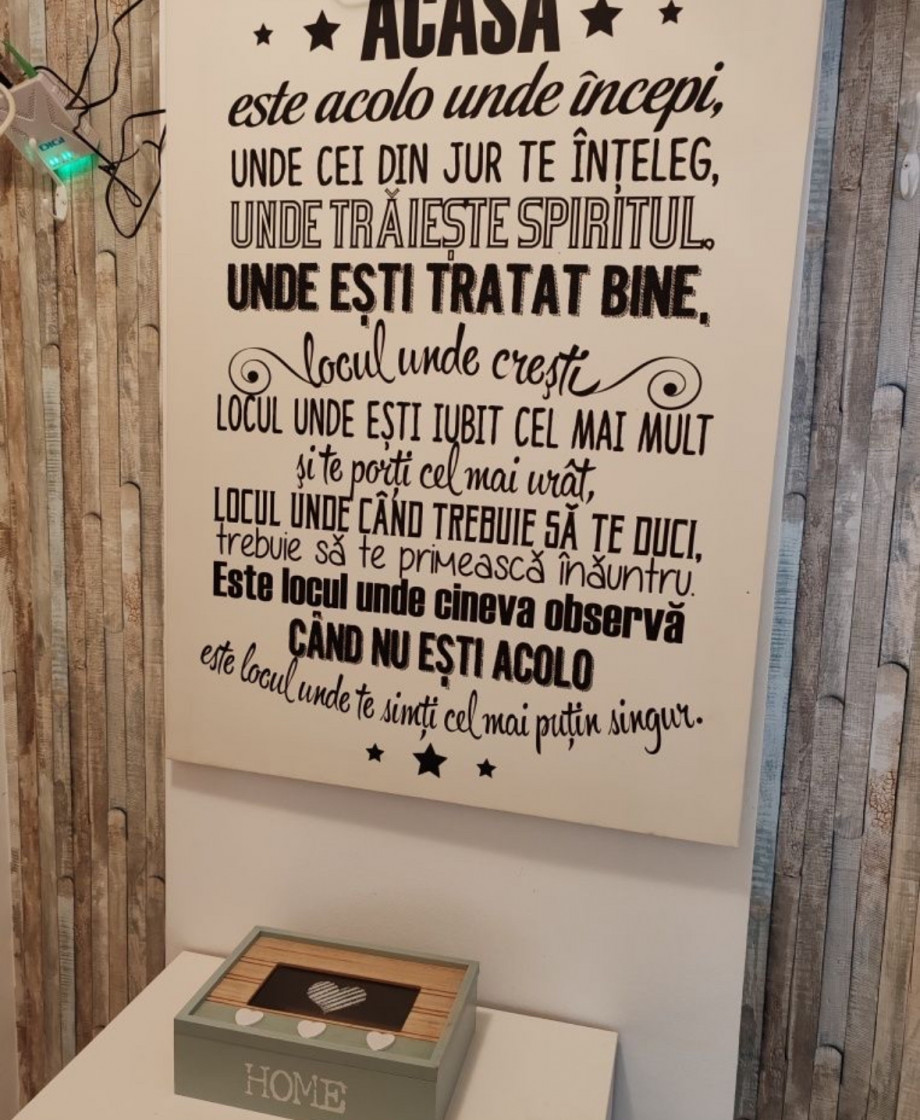 ACASĂ
este acolo unde începi,
UNDE CEI DIN JUR TE ÎNȚELEG,
UNDE TRĂIEȘTE SPIRITUL,
UNDE EȘTI TRATAT BINE,
locul unde crești
LOCUL UNDE EȘTI IUBIT CEL MAI MULT
și te porți cel mai urât,
LOCUL UNDE CÂND TREBUIE SĂ TE DUCI,
trebuie să te primească înăuntru.
Este locul unde cineva observă
CÂND NU EȘTI ACOLO
este locul unde te simți cel mai puțin singur.
DIGI
HOME